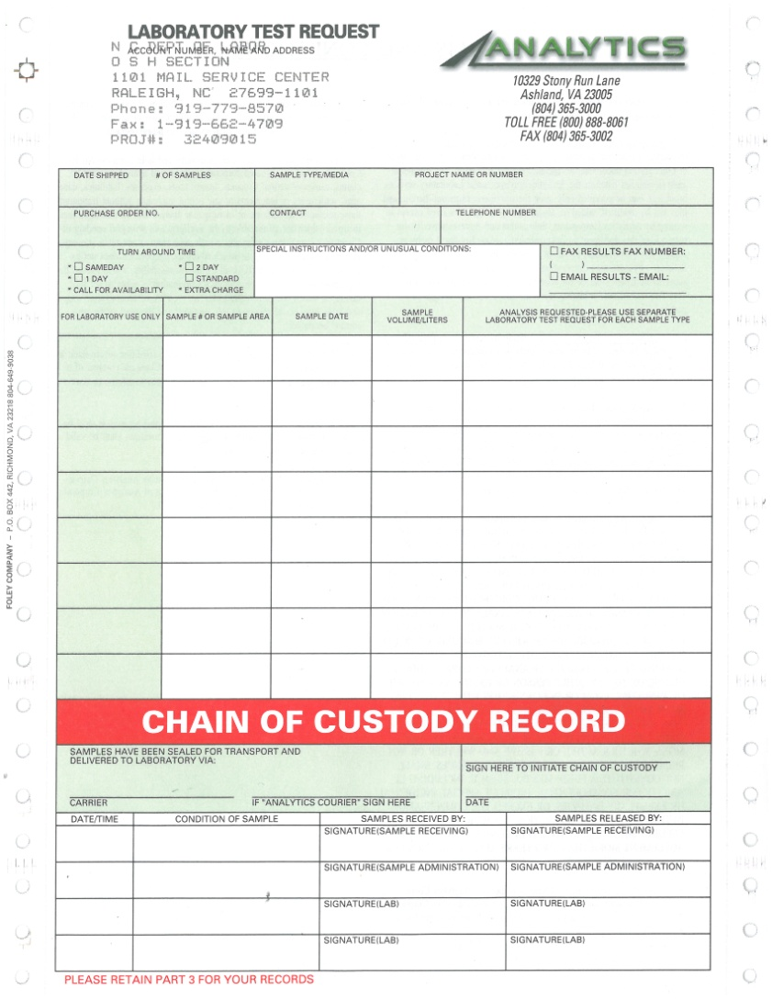 LABORATORY TEST REQUEST
N C DEPT OF LABOR
ACCOUNT NUMBER, NAME AND ADDRESS
O S H SECTION
1101 MAIL SERVICE CENTER
RALEIGH, NC 27699-1101
Phone: 919-779-8570
Fax: 1-919-662-4709
PROJ#: 32409015
ANALYTICS
10329 Stony Run Lane
Ashland, VA 23005
(804) 365-3000
TOLL FREE (800) 888-8061
FAX (804) 365-3002
DATE SHIPPED # OF SAMPLES SAMPLE TYPE/MEDIA PROJECT NAME OR NUMBER
PURCHASE ORDER NO. CONTACT TELEPHONE NUMBER
TURN AROUND TIME
* ☐ SAMEDAY * ☐ 2 DAY
* ☐ 1 DAY ☐ STANDARD
* CALL FOR AVAILABILITY * EXTRA CHARGE
SPECIAL INSTRUCTIONS AND/OR UNUSUAL CONDITIONS:
☐ FAX RESULTS FAX NUMBER:
( )
☐ EMAIL RESULTS - EMAIL:
FOR LABORATORY USE ONLY SAMPLE # OR SAMPLE AREA SAMPLE DATE
SAMPLE
VOLUME/LITERS
ANALYSIS REQUESTED-PLEASE USE SEPARATE
LABORATORY TEST REQUEST FOR EACH SAMPLE TYPE
FOLEY COMPANY – P.O. BOX 442, RICHMOND, VA 23218 804-649-9038
CHAIN OF CUSTODY RECORD
SAMPLES HAVE BEEN SEALED FOR TRANSPORT AND
DELIVERED TO LABORATORY VIA:
SIGN HERE TO INITIATE CHAIN OF CUSTODY
CARRIER IF "ANALYTICS COURIER" SIGN HERE DATE
DATE/TIME CONDITION OF SAMPLE SAMPLES RECEIVED BY: SAMPLES RELEASED BY:
SIGNATURE(SAMPLE RECEIVING) SIGNATURE(SAMPLE RECEIVING)
SIGNATURE(SAMPLE ADMINISTRATION) SIGNATURE(SAMPLE ADMINISTRATION)
SIGNATURE(LAB) SIGNATURE(LAB)
SIGNATURE(LAB) SIGNATURE(LAB)
PLEASE RETAIN PART 3 FOR YOUR RECORDS